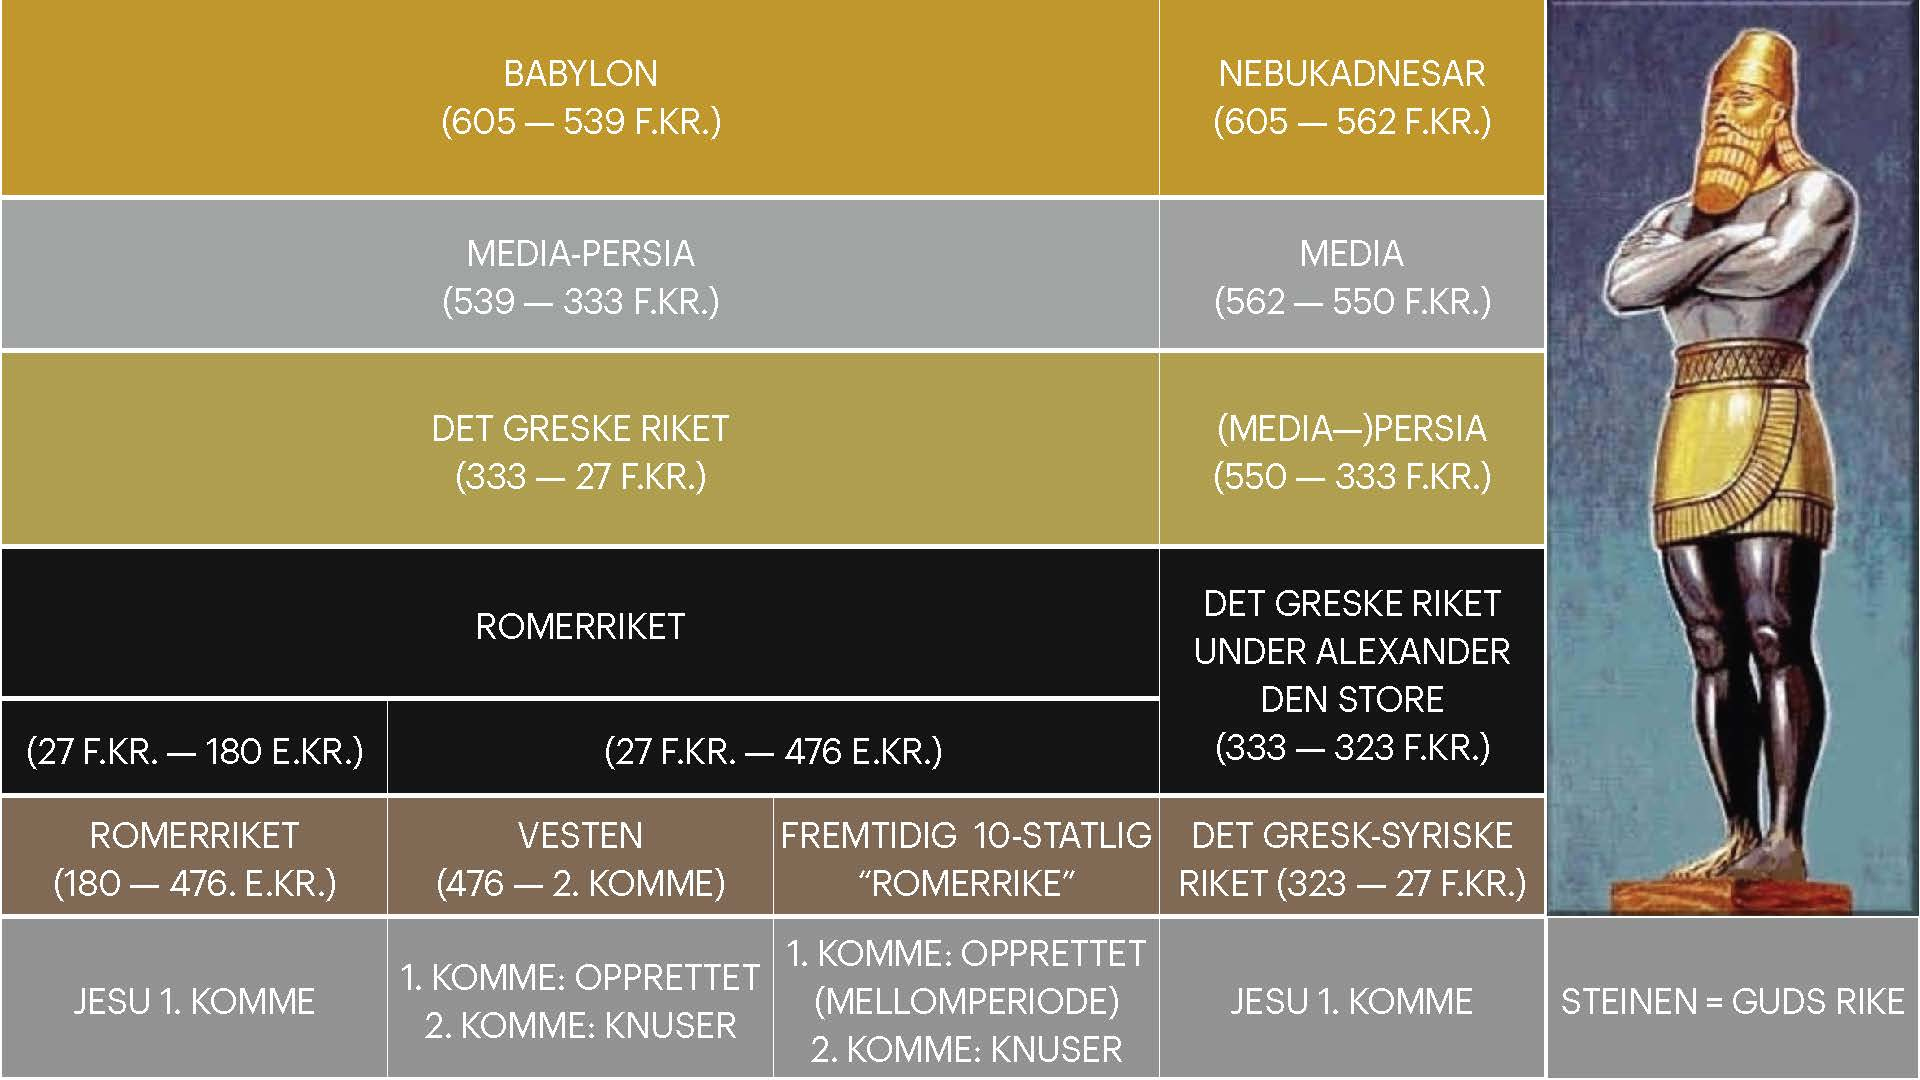 BABYLON
(605 — 539 F.KR.)
NEBUKADNESAR
(605 — 562 F.KR.)
MEDIA-PERSIA
(539 — 333 F.KR.)
MEDIA
(562 — 550 F.KR.)
DET GRESKE RIKET
(333 — 27 F.KR.)
(MEDIA—)PERSIA
(550 — 333 F.KR.)
ROMERRIKET
DET GRESKE RIKET
UNDER ALEXANDER
DEN STORE
(333 — 323 F.KR.)
(27 F.KR. — 180 E.KR.)
(27 F.KR. — 476 E.KR.)
ROMERRIKET
(180 — 476. E.KR.)
VESTEN
(476 — 2. KOMME)
FREMTIDIG 10-STATLIG
“ROMERRIKE”
DET GRESK-SYRISKE
RIKET (323 — 27 F.KR.)
JESU 1. KOMME
1. KOMME: OPPRETTET
2. KOMME: KNUSER
1. KOMME: OPPRETTET
(MELLOMPERIODE)
2. KOMME: KNUSER
JESU 1. KOMME
STEINEN = GUDS RIKE